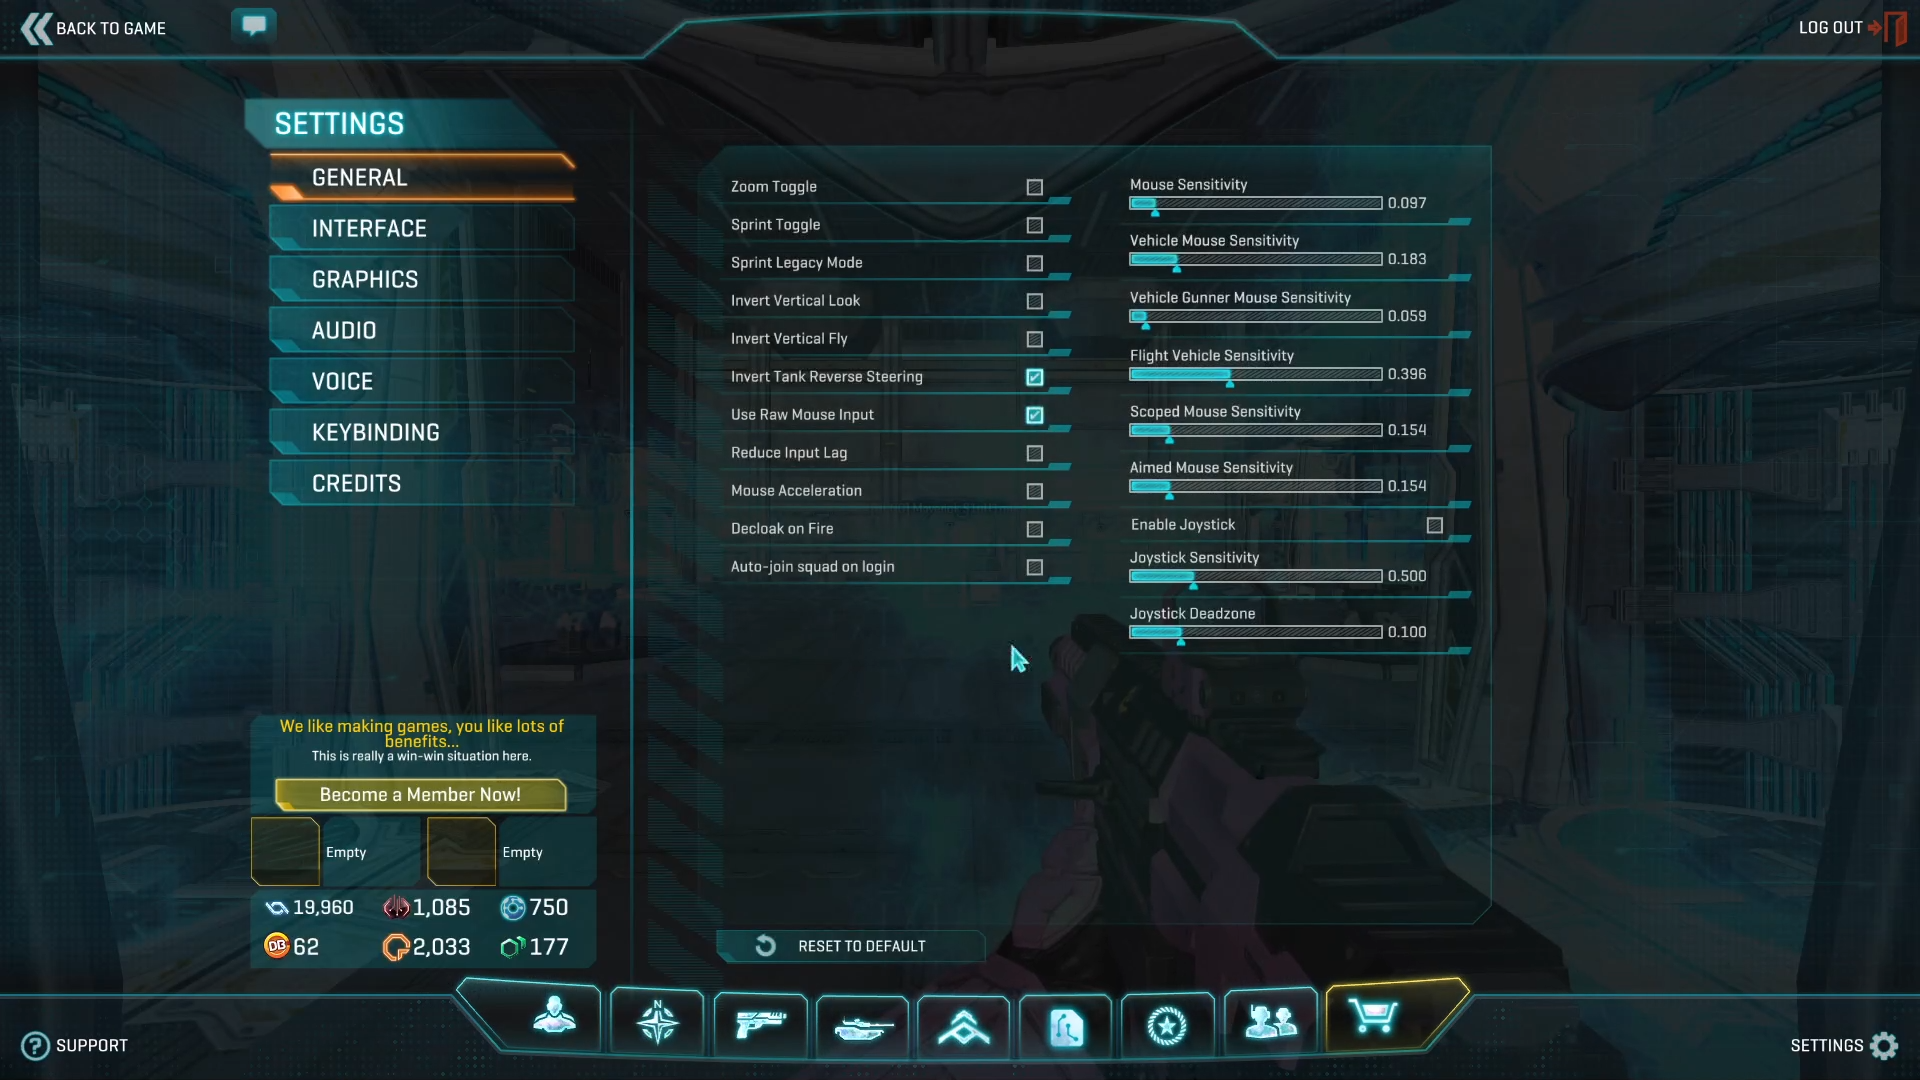 BACK TO GAME
LOG OUT
SETTINGS
GENERAL
INTERFACE
GRAPHICS
AUDIO
VOICE
KEYBINDING
CREDITS
Zoom Toggle
Sprint Toggle
Sprint Legacy Mode
Invert Vertical Look
Invert Vertical Fly
Invert Tank Reverse Steering
Use Raw Mouse Input
Reduce Input Lag
Mouse Acceleration
Decloak on Fire
Auto-join squad on login
Mouse Sensitivity
0.097
Vehicle Mouse Sensitivity
0.183
Vehicle Gunner Mouse Sensitivity
0.059
Flight Vehicle Sensitivity
0.396
Scoped Mouse Sensitivity
0.154
Aimed Mouse Sensitivity
0.154
Enable Joystick
Joystick Sensitivity
0.500
Joystick Deadzone
0.100
We like making games, you like lots of
benefits...
This is really a win-win situation here.
Become a Member Now!
Empty Empty
19,960 1,085 750
DB 62 2,033 177
RESET TO DEFAULT
N
SUPPORT
SETTINGS